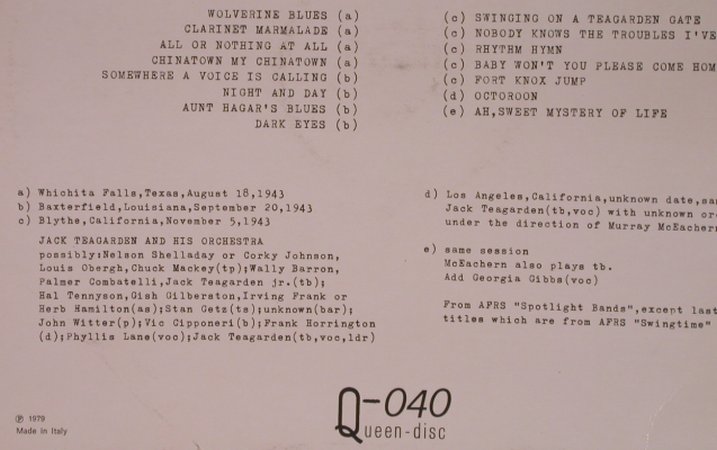 WOLVERINE BLUES (a)
CLARINET MARMALADE (a)
ALL OR NOTHING AT ALL (a)
CHINATOWN MY CHINATOWN (a)
SOMEWHERE A VOICE IS CALLING (b)
NIGHT AND DAY (b)
AUNT HAGAR'S BLUES (b)
DARK EYES (b)
(c) SWINGING ON A TEAGARDEN GATE
(c) NOBODY KNOWS THE TROUBLES I'VE
(c) RHYTHM HYMN
(c) BABY WON'T YOU PLEASE COME HOM
(c) FORT KNOX JUMP
(d) OCTOROON
(e) AH,SWEET MYSTERY OF LIFE
a) Whichita Falls,Texas,August 18,1943
b) Baxterfield,Louisiana,September 20,1943
c) Blythe,California,November 5,1943
JACK TEAGARDEN AND HIS ORCHESTRA
possibly:Nelson Shelladay or Corky Johnson,
Louis Obergh,Chuck Mackey(tp);Wally Barron,
Palmer Combatelli,Jack Teagarden jr.(tb);
Hal Tennyson,Gish Gilberston,Irving Frank or
Herb Hamilton(as);Stan Getz(ts);unknown(bar);
John Witter(p);Vic Cipponeri(b);Frank Horrington
(d);Phyllis Lane(voc);Jack Teagarden(tb,voc,ldr)
d) Los Angeles,California,unknown date,sam
Jack Teagarden(tb,voc) with unknown or
under the direction of Murray McEachern
e) same session
McEachern also plays tb.
Add Georgia Gibbs(voc)
From AFRS "Spotlight Bands",except last
titles which are from AFRS "Swingtime"
Q-040
Queen-disc
℗ 1979
Made in Italy